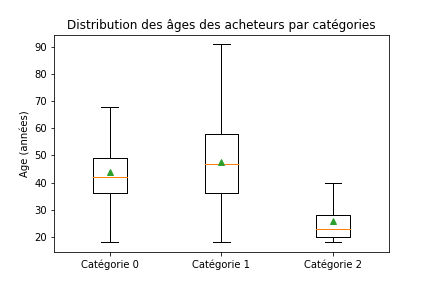 Distribution des âges des acheteurs par catégories
Age (années)
90
80
70
60
50
40
30
20
Catégorie 0
Catégorie 1
Catégorie 2